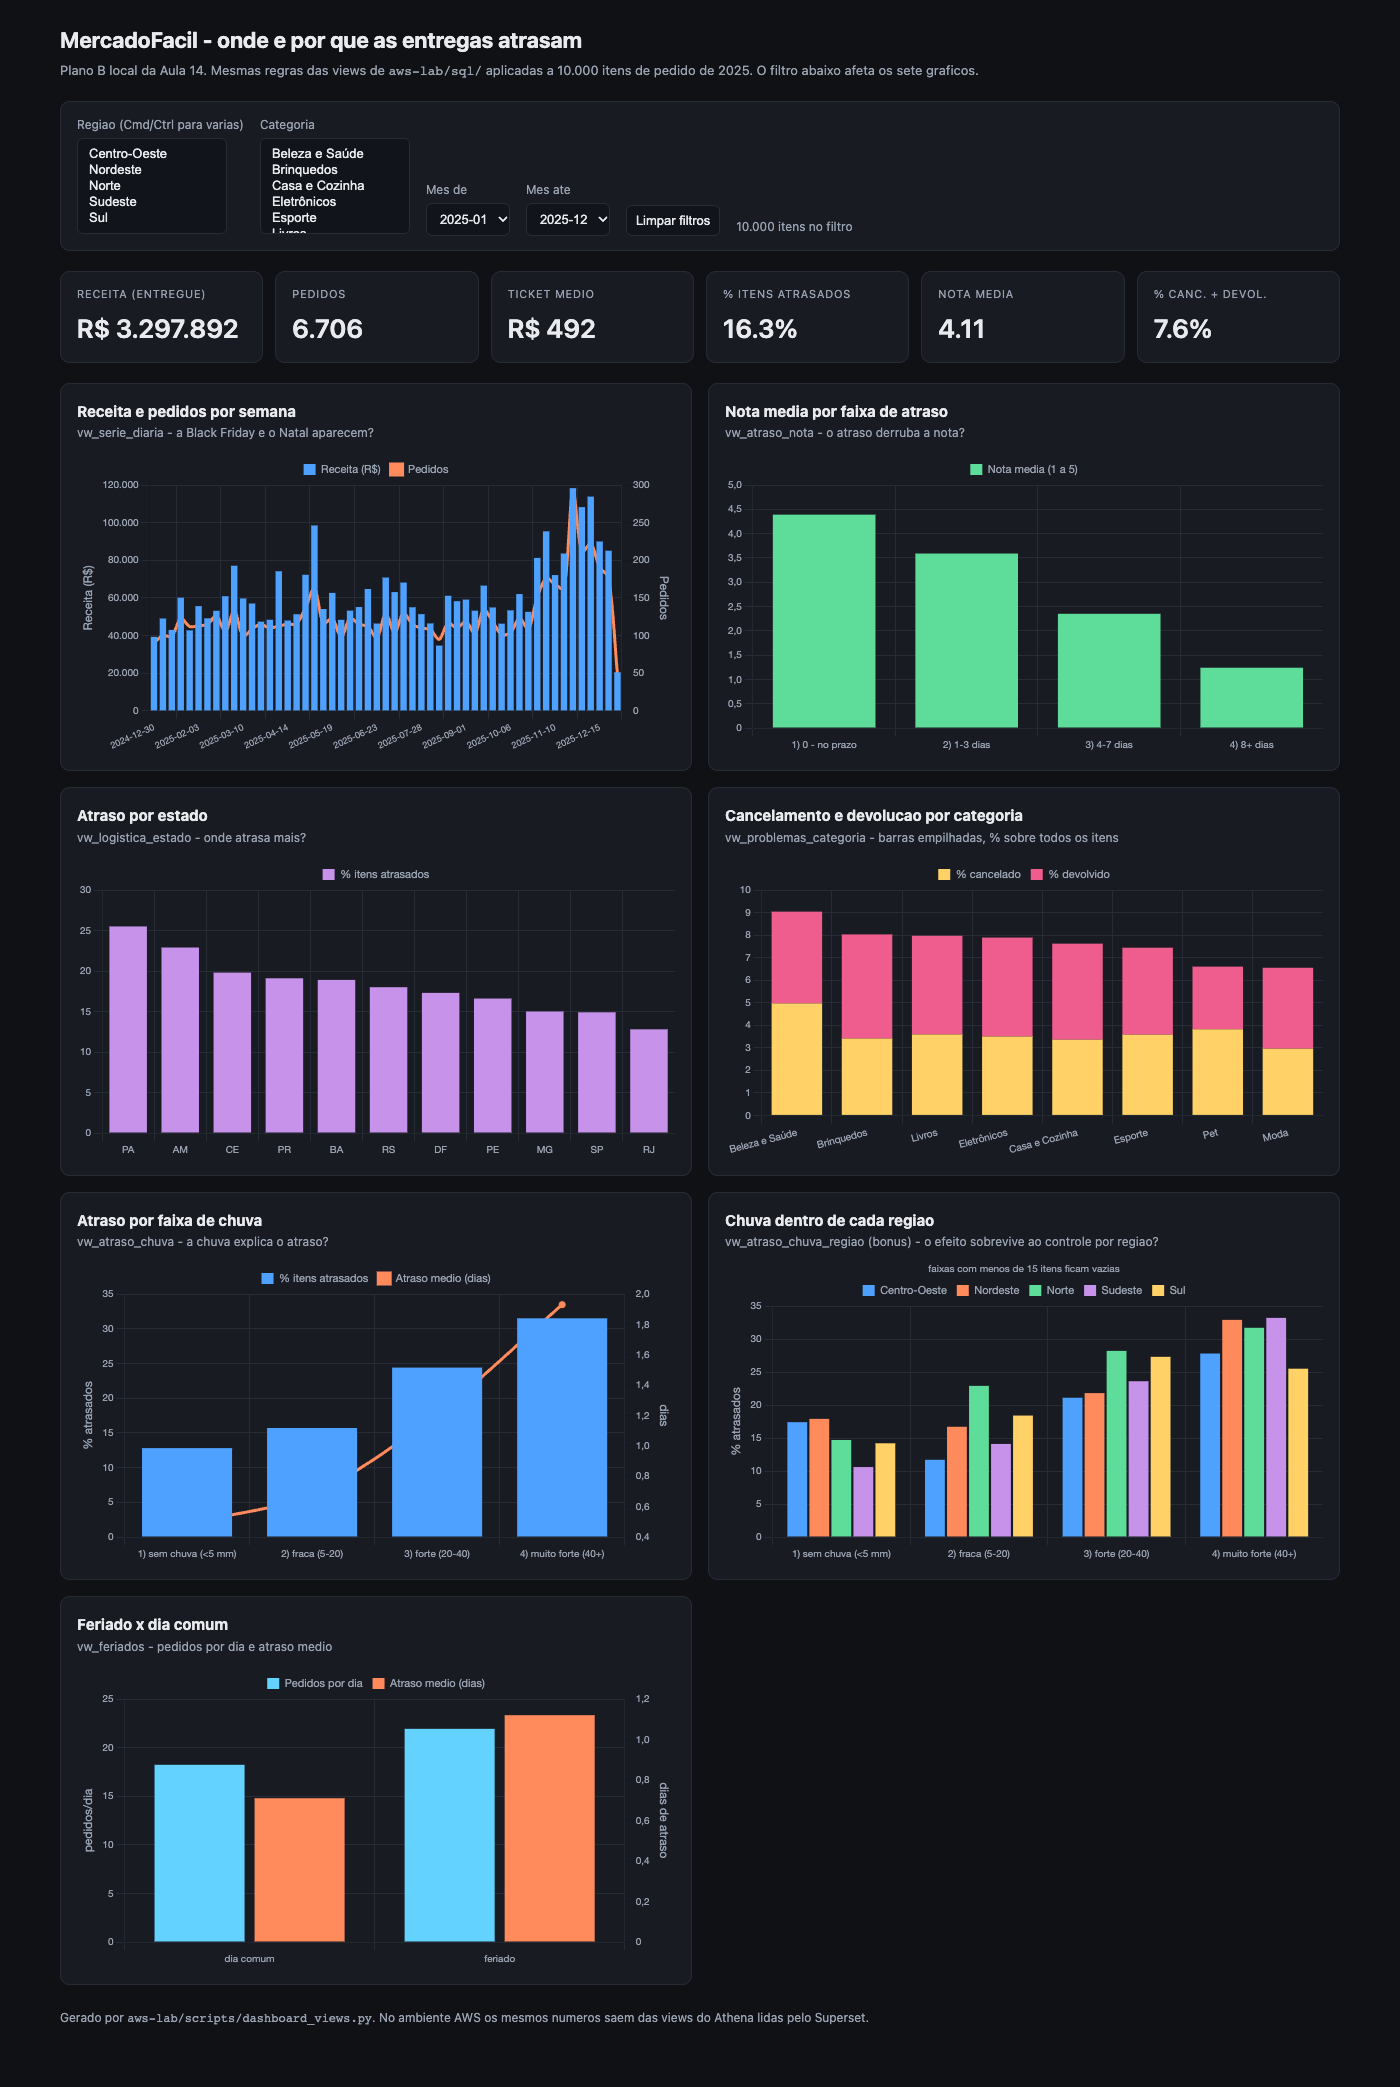 MercadoFacil - onde e por que as entregas atrasam
Plano B local da Aula 14. Mesmas regras das views de aws-lab/sql/ aplicadas a 10.000 itens de pedido de 2025. O filtro abaixo afeta os sete graficos.
Regiao (Cmd/Ctrl para varias)
Centro-Oeste
Nordeste
Norte
Sudeste
Sul
Categoria
Beleza e Saúde
Brinquedos
Casa e Cozinha
Eletrônicos
Esporte
Livros
Mes de
2025-01
Mes ate
2025-12
Limpar filtros
10.000 itens no filtro
RECEITA (ENTREGUE)
R$ 3.297.892
PEDIDOS
6.706
TICKET MEDIO
R$ 492
% ITENS ATRASADOS
16.3%
NOTA MEDIA
4.11
% CANC. + DEVOL.
7.6%
Receita e pedidos por semana
vw_serie_diaria - a Black Friday e o Natal aparecem?
Receita (R$) Pedidos
120.000
100.000
80.000
60.000
40.000
20.000
0
Receita (R$)
300
250
200
150
100
50
0
Pedidos
2024-12-30 2025-02-03 2025-03-10 2025-04-14 2025-05-19 2025-06-23 2025-07-28 2025-09-01 2025-10-06 2025-11-10 2025-12-15
Nota media por faixa de atraso
vw_atraso_nota - o atraso derruba a nota?
Nota media (1 a 5)
5,0
4,5
4,0
3,5
3,0
2,5
2,0
1,5
1,0
0,5
0
1) 0 - no prazo 2) 1-3 dias 3) 4-7 dias 4) 8+ dias
Atraso por estado
vw_logistica_estado - onde atrasa mais?
% itens atrasados
30
25
20
15
10
5
0
PA AM CE PR BA RS DF PE MG SP RJ
Cancelamento e devolucao por categoria
vw_problemas_categoria - barras empilhadas, % sobre todos os itens
% cancelado % devolvido
10
9
8
7
6
5
4
3
2
1
0
Beleza e Saúde Brinquedos Livros Eletrônicos Casa e Cozinha Esporte Pet Moda
Atraso por faixa de chuva
vw_atraso_chuva - a chuva explica o atraso?
% itens atrasados Atraso medio (dias)
35
30
25
20
15
10
5
0
% atrasados
2,0
1,8
1,6
1,4
1,2
1,0
0,8
0,6
0,4
dias
1) sem chuva (<5 mm) 2) fraca (5-20) 3) forte (20-40) 4) muito forte (40+)
Chuva dentro de cada regiao
vw_atraso_chuva_regiao (bonus) - o efeito sobrevive ao controle por regiao?
faixas com menos de 15 itens ficam vazias
Centro-Oeste Nordeste Norte Sudeste Sul
35
30
25
20
15
10
5
0
% atrasados
1) sem chuva (<5 mm) 2) fraca (5-20) 3) forte (20-40) 4) muito forte (40+)
Feriado x dia comum
vw_feriados - pedidos por dia e atraso medio
Pedidos por dia Atraso medio (dias)
25
20
15
10
5
0
pedidos/dia
1,2
1,0
0,8
0,6
0,4
0,2
0
dias de atraso
dia comum feriado
Gerado por aws-lab/scripts/dashboard_views.py. No ambiente AWS os mesmos numeros saem das views do Athena lidas pelo Superset.